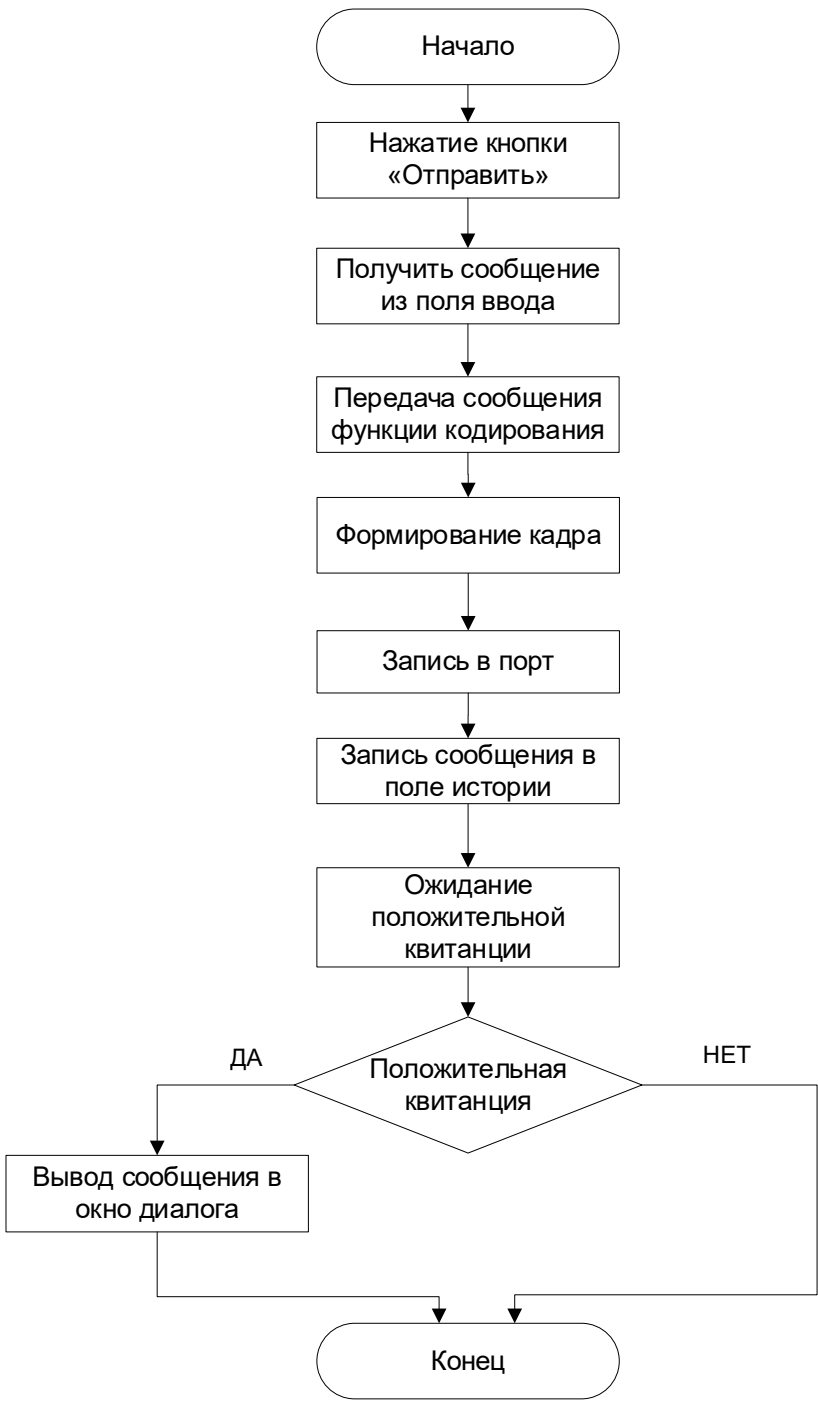 Начало
Нажатие кнопки
«Отправить»
Получить сообщение
из поля ввода
Передача сообщения
функции кодирования
Формирование кадра
Запись в порт
Запись сообщения в
поле истории
Ожидание
положительной
квитанции
Положительная
квитанция
ДА
НЕТ
Вывод сообщения в
окно диалога
Конец